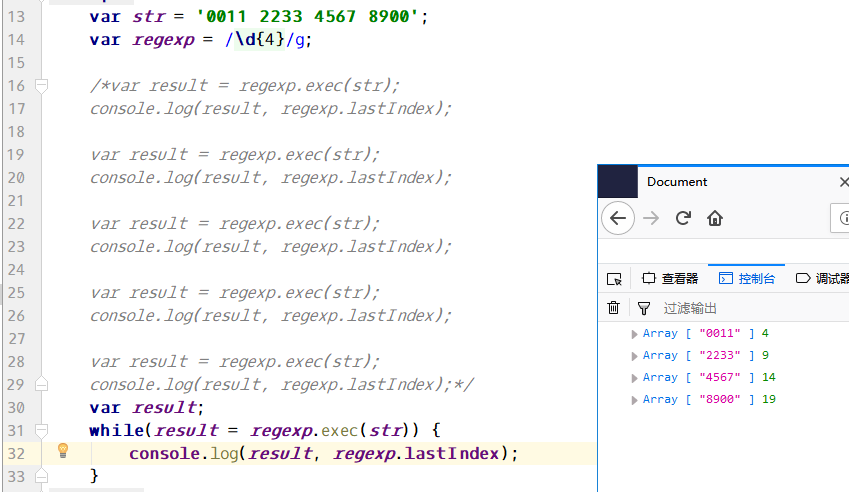 13 var str = '0011 2233 4567 8900';
14 var regexp = /\d{4}/g;
15
16 /*var result = regexp.exec(str);
17 console.log(result, regexp.lastIndex);
18
19 var result = regexp.exec(str);
20 console.log(result, regexp.lastIndex);
21
22 var result = regexp.exec(str);
23 console.log(result, regexp.lastIndex);
24
25 var result = regexp.exec(str);
26 console.log(result, regexp.lastIndex);
27
28 var result = regexp.exec(str);
29 console.log(result, regexp.lastIndex);*/
30 var result;
31 while(result = regexp.exec(str)) {
32 console.log(result, regexp.lastIndex);
33 }
Document
查看器 控制台 调试器
过滤输出
Array [ "0011" ] 4
Array [ "2233" ] 9
Array [ "4567" ] 14
Array [ "8900" ] 19